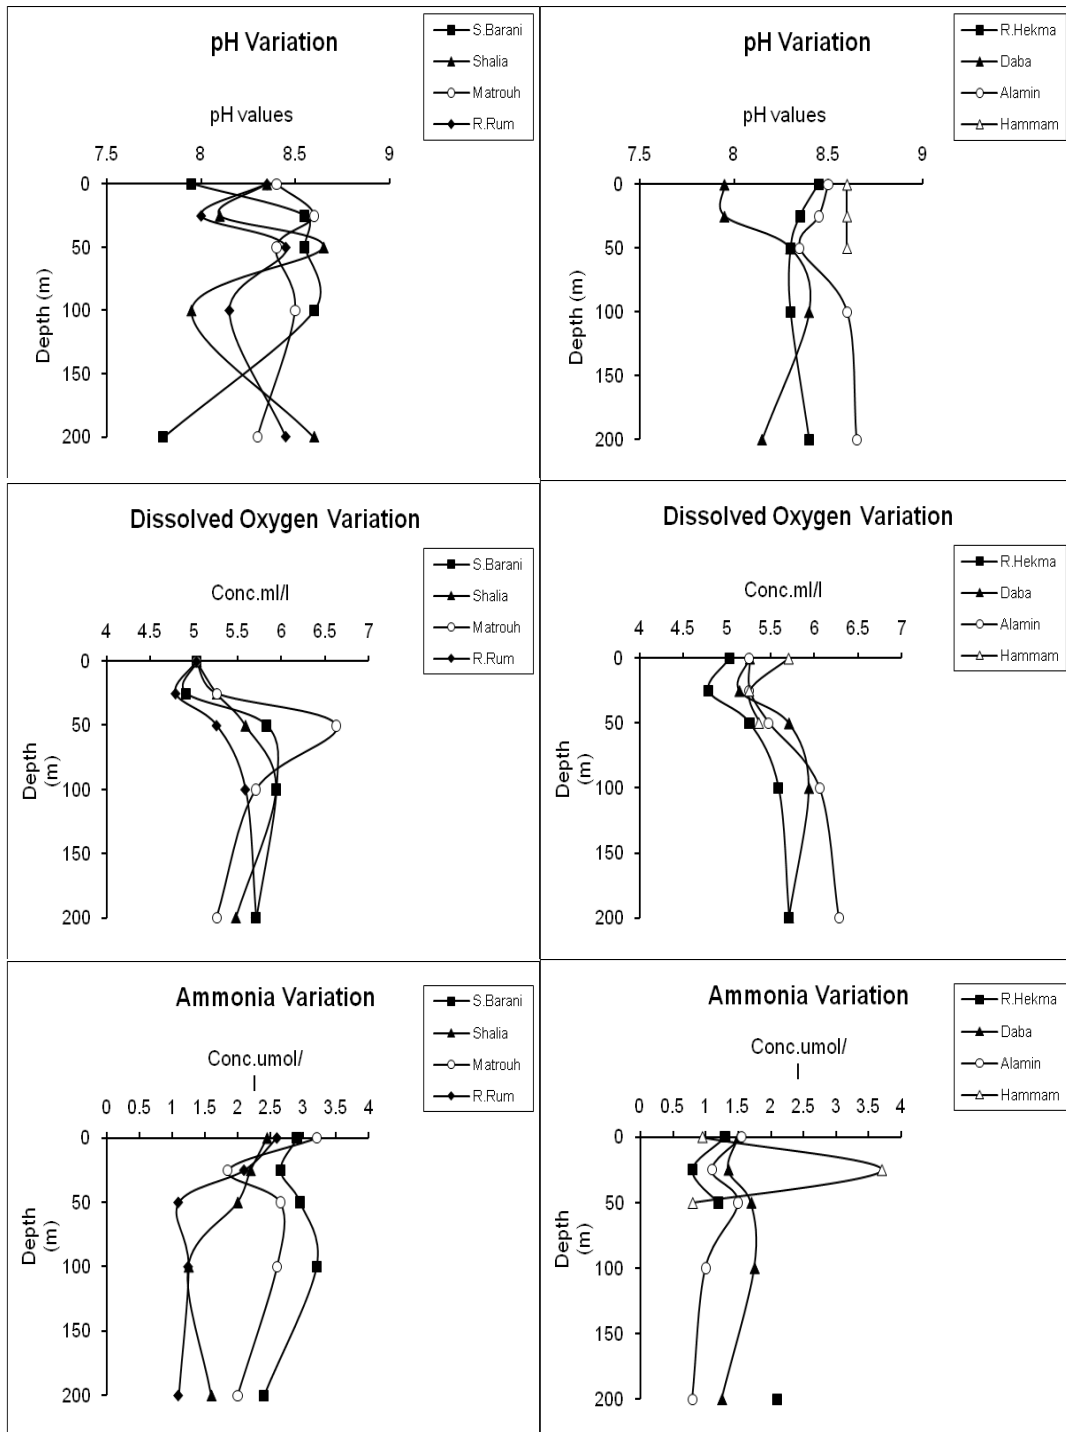 pH Variation
S.Barani
Shalia
Matrouh
R.Rum
pH values
7.5 8 8.5 9
0
50
100
150
200
Depth (m)
pH Variation
R.Hekma
Daba
Alamin
Hammam
pH values
7.5 8 8.5 9
0
50
100
150
200
Depth (m)
Dissolved Oxygen Variation
S.Barani
Shalia
Matrouh
R.Rum
Conc.ml/l
4 4.5 5 5.5 6 6.5 7
0
50
100
150
200
Depth
(m)
Dissolved Oxygen Variation
R.Hekma
Daba
Alamin
Hammam
Conc.ml/l
4 4.5 5 5.5 6 6.5 7
0
50
100
150
200
Depth
(m)
Ammonia Variation
S.Barani
Shalia
Matrouh
R.Rum
Conc.umol/
l
0 0.5 1 1.5 2 2.5 3 3.5 4
0
50
100
150
200
Depth
(m)
Ammonia Variation
R.Hekma
Daba
Alamin
Hammam
Conc.umol/
l
0 0.5 1 1.5 2 2.5 3 3.5 4
0
50
100
150
200
Depth
(m)